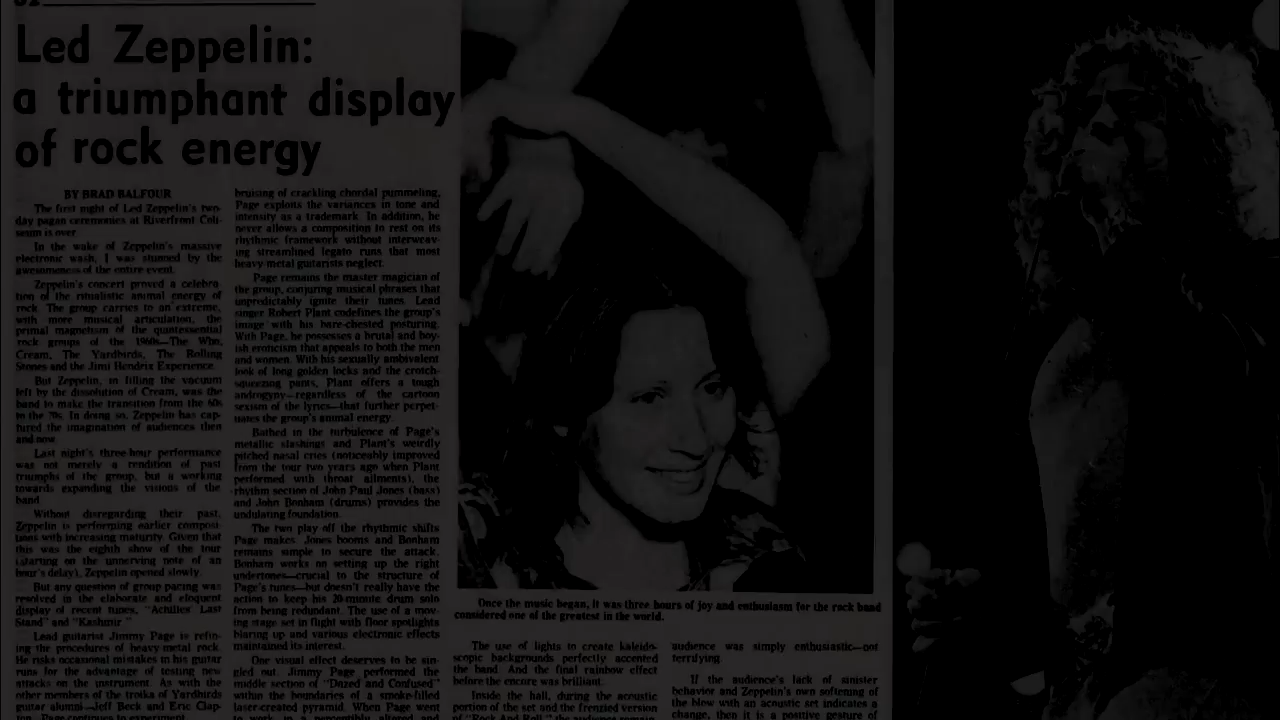 Led Zeppelin:
a triumphant display
of rock energy
BY BRAD BALFOUR
The first night of Led Zeppelin's two-
day pagan ceremonies at Riverfront Coli-
seum is over.
In the wake of Zeppelin's massive
electronic wash, I was stunned by the
awesomeness of the entire event.
Zeppelin's concert proved a celebra-
tion of the ritualistic animal energy of
rock. The group carries to an extreme,
with more musical articulation, the
primal magnetism of the quintessential
rock groups of the 1960s—The Who,
Cream, The Yardbirds, The Rolling
Stones and the Jimi Hendrix Experience.
But Zeppelin, in filling the vacuum
left by the dissolution of Cream, was the
band to make the transition from the 60s
to the 70s. In doing so, Zeppelin has cap-
tured the imagination of audiences then
and now.
Last night's three-hour performance
was not merely a rendition of past
triumphs of the group, but a working
towards expanding the visions of the
band.
Without disregarding their past,
Zeppelin is performing earlier composi-
tions with increasing maturity. Given that
this was the eighth show of the tour
(starting on the unnerving note of an
hour's delay), Zeppelin opened slowly.
But any question of group pacing was
resolved in the elaborate and eloquent
display of recent tunes, "Achilles' Last
Stand" and "Kashmir."
Lead guitarist Jimmy Page is refin-
ing the procedures of heavy metal rock.
He risks occasional mistakes in his guitar
runs for the advantage of testing new
attacks on the instrument. As with the
other members of the troika of Yardbirds
guitar alumni—Jeff Beck and Eric Clap-
ton, Page continues to experiment.
bruising of crackling chordal pummeling,
Page exploits the variances in tone and
intensity as a trademark. In addition, he
never allows a composition to rest on its
rhythmic framework without interweav-
ing streamlined legato runs that most
heavy metal guitarists neglect.
Page remains the master magician of
the group, conjuring musical phrases that
unpredictably ignite their tunes. Lead
singer Robert Plant codefines the group's
image with his bare-chested posturing.
With Page, he possesses a brutal and boy-
ish eroticism that appeals to both the men
and women. With his sexually ambivalent
look of long golden locks and the crotch-
squeezing pants, Plant offers a tough
androgyny—regardless of the cartoon
sexism of the lyrics—that further perpet-
uates the group's animal energy.
Bathed in the turbulence of Page's
metallic slashings and Plant's weirdly
pitched nasal cries (noticeably improved
from the tour two years ago when Plant
performed with throat ailments), the
rhythm section of John Paul Jones (bass)
and John Bonham (drums) provides the
undulating foundation.
The two play off the rhythmic shifts
Page makes. Jones booms and Bonham
remains simple to secure the attack.
Bonham works on setting up the right
undertones—crucial to the structure of
Page's tunes—but doesn't really have the
action to keep his 20-minute drum solo
from being redundant. The use of a mov-
ing stage set in flight with floor spotlights
blaring up and various electronic effects
maintained its interest.
One visual effect deserves to be sin-
gled out. Jimmy Page performed the
middle section of "Dazed and Confused"
within the boundaries of a smoke-filled
laser-created pyramid. When Page went
to work in a perceptibly altered and
Once the music began, it was three hours of joy and enthusiasm for the rock band
considered one of the greatest in the world.
The use of lights to create kaleido-
scopic backgrounds perfectly accented
the band. And the final rainbow effect
before the encore was brilliant.
Inside the hall, during the acoustic
portion of the set and the frenzied version
of "Rock And Roll," the audience remain-
audience was simply enthusiastic—not
terrifying.
If the audience's lack of sinister
behavior and Zeppelin's own softening of
the blow with an acoustic set indicates a
change, then it is a positive gesture of